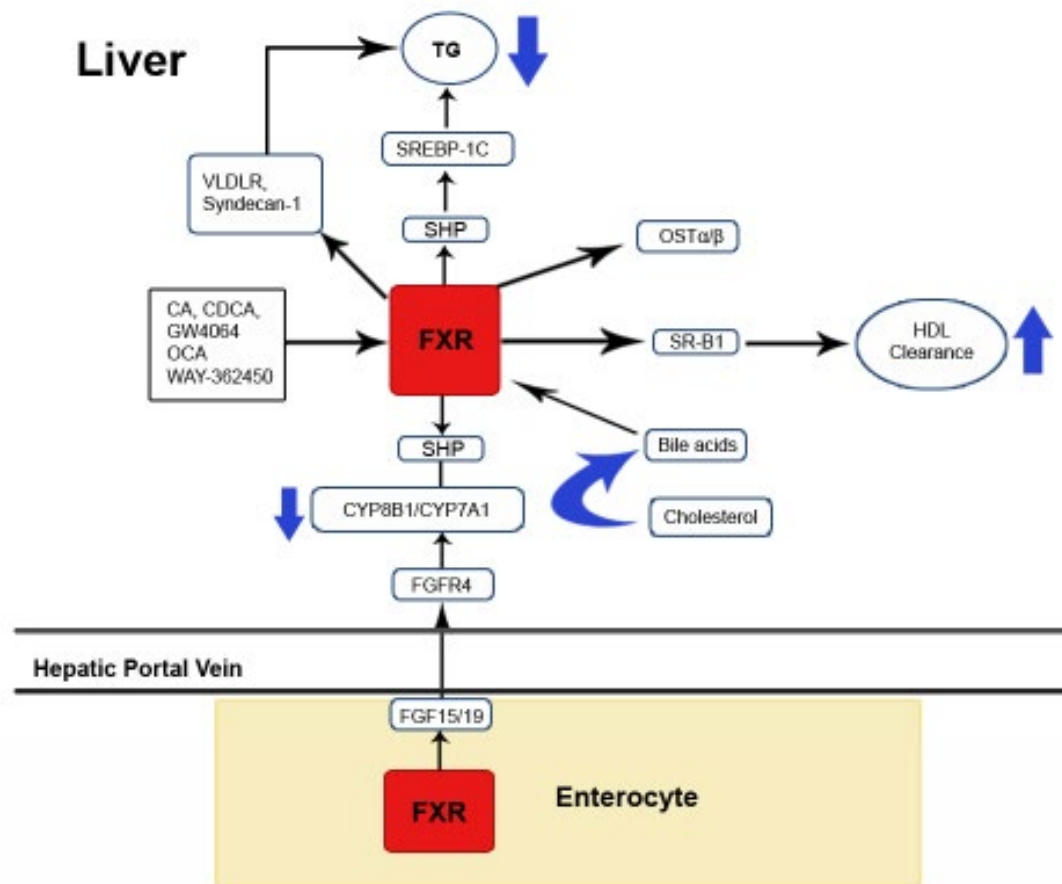 Liver
TG
SREBP-1C
VLDLR,
Syndecan-1
SHP
OSTα/β
CA, CDCA,
GW4064
OCA
WAY-362450
FXR
SR-B1
HDL
Clearance
SHP
Bile acids
CYP8B1/CYP7A1
Cholesterol
FGFR4
Hepatic Portal Vein
FGF15/19
FXR
Enterocyte